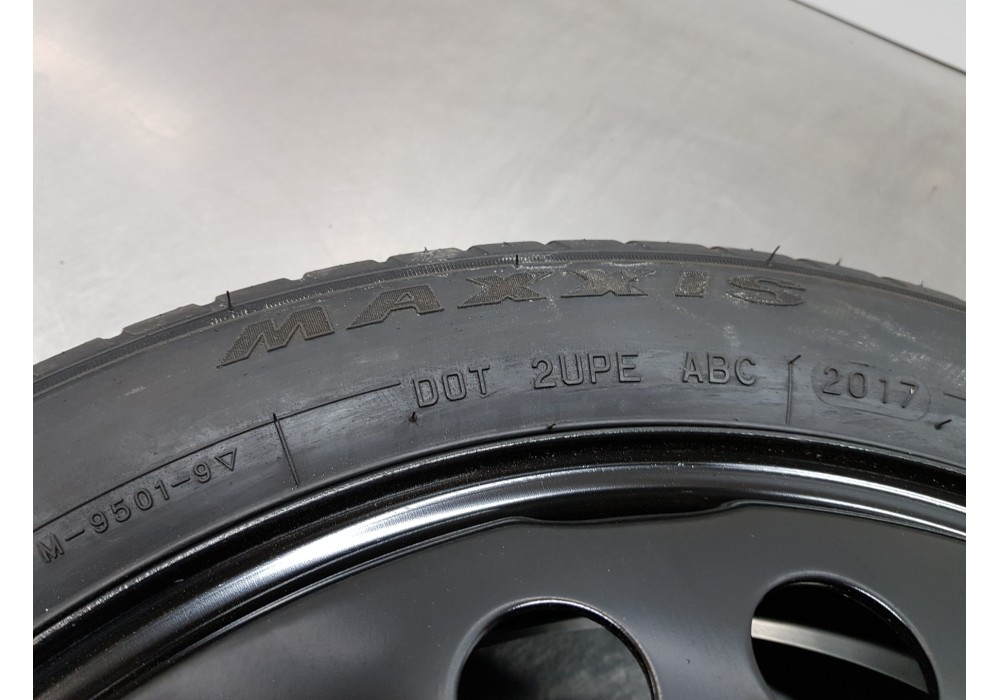 MAXXIS
DOT 2UPE ABC 2017
M-9501-9